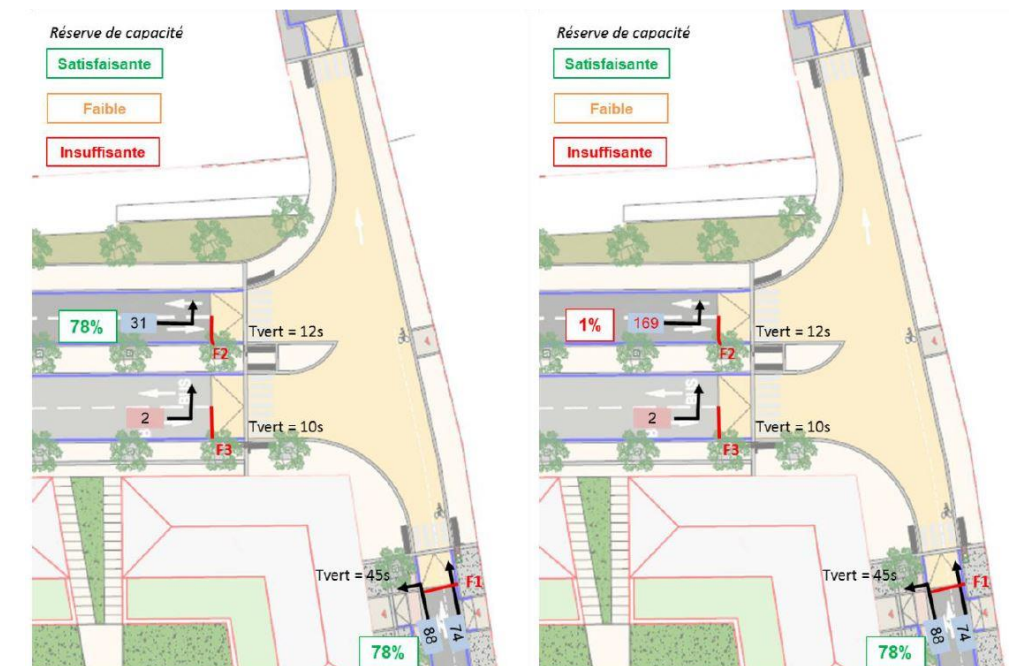 Réserve de capacité
Satisfaisante
Faible
Insuffisante
78%
31
F2
Tvert = 12s
BUS
2
F3
Tvert = 10s
Tvert = 45s
F1
88
74
78%
Réserve de capacité
Satisfaisante
Faible
Insuffisante
1%
169
F2
Tvert = 12s
BUS
2
F3
Tvert = 10s
Tvert = 45s
F1
88
74
78%